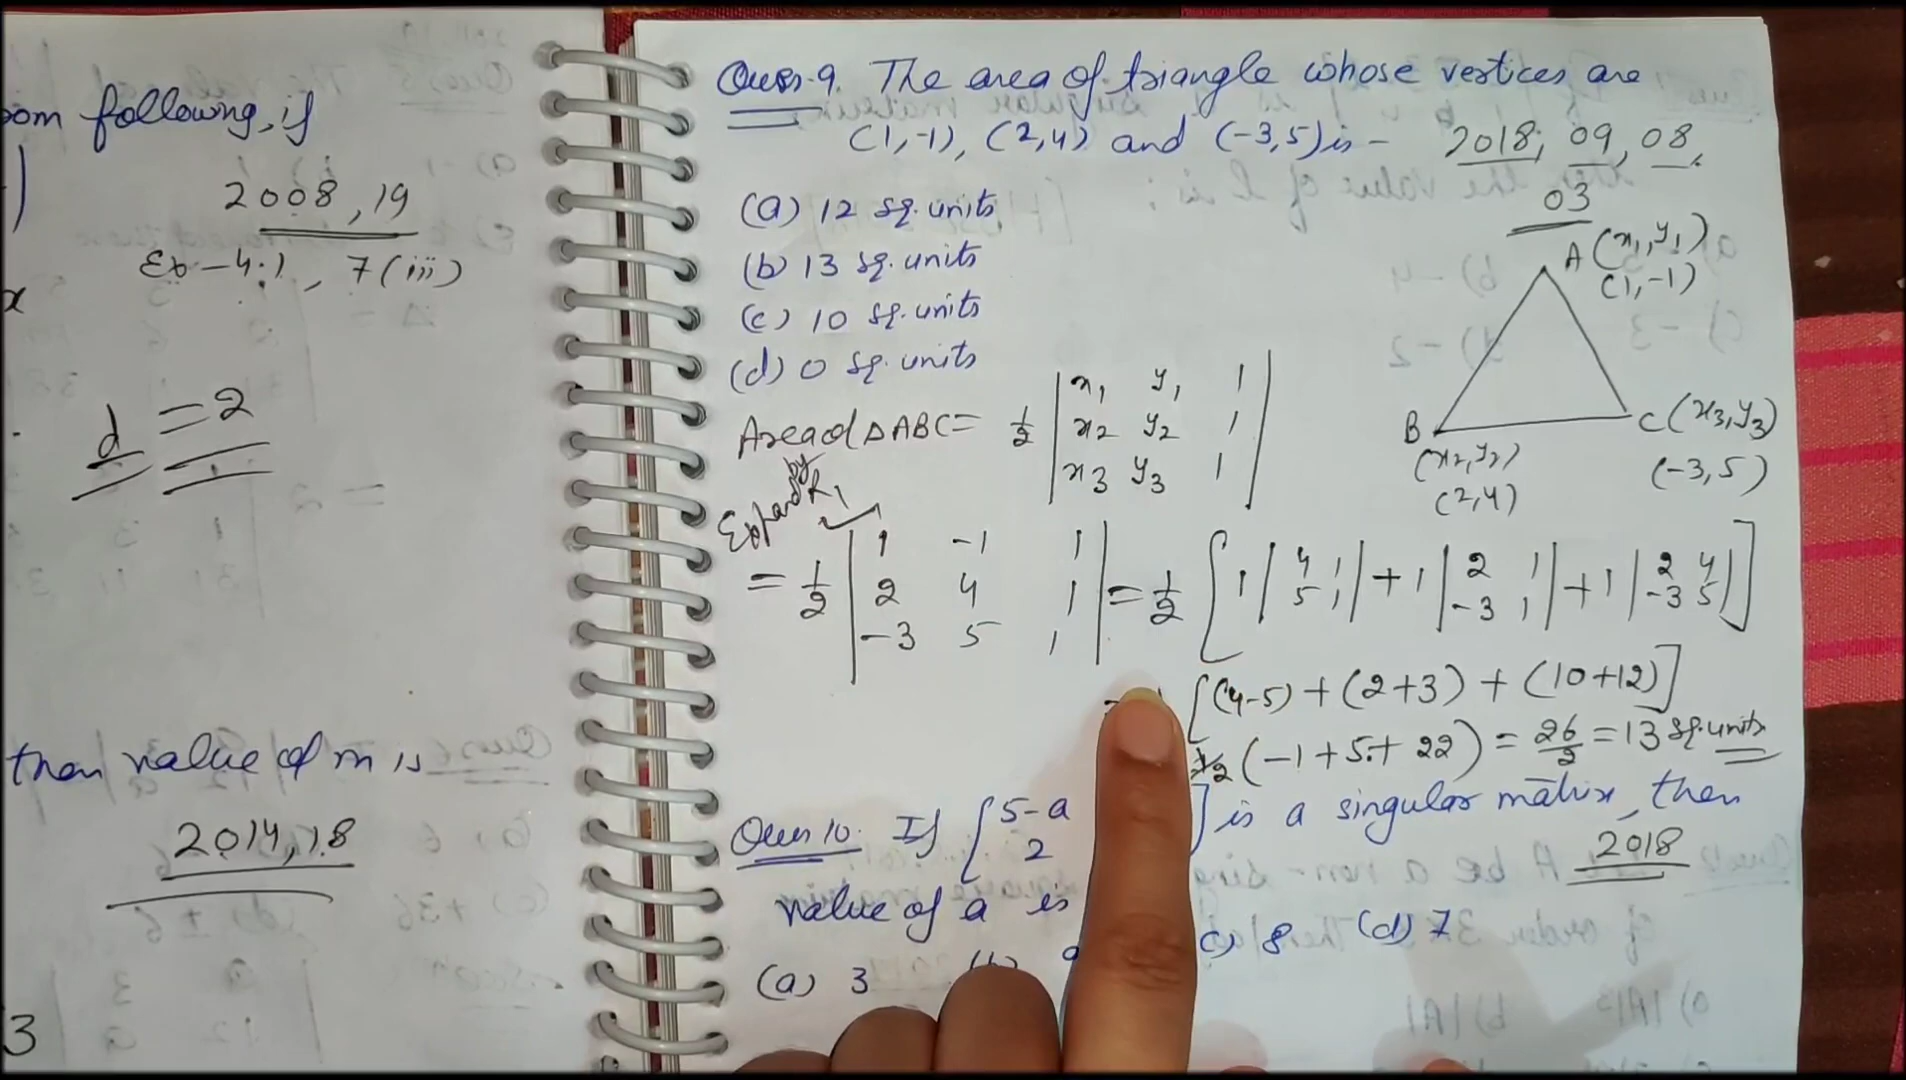 om following, if
2008, 19
Ex-4.1, 7(iii)
x
d = 2
then value of m is
2014, 18
3
Ques.9. The area of triangle whose vertices are
(1,-1), (2,4) and (-3,5) is - 2018, 09, 08,
03
(a) 12 sq. units
(b) 13 sq. units
(c) 10 sq. units
(d) 0 sq. units
A (x1, y1)
(1,-1)
B
(x2, y2)
(2,4)
C (x3, y3)
(-3,5)
Area of △ABC = 1/2 | x1 y1 1 |
| x2 y2 1 |
| x3 y3 1 |
Expand by R1
= 1/2 | 1 -1 1 | = 1/2 [ 1 | 4 1 | + 1 | 2 1 | + 1 | 2 4 | ]
| 2 4 1 | | 5 1 | | -3 1 | | -3 5 |
| -3 5 1 |
[(4-5) + (2+3) + (10+12)]
1/2 (-1 + 5 + 22) = 26/2 = 13 sq. units
Ques 10. If [ 5-a ] is a singular matrix, then
2 2018
value of a is
(a) 3 (b) c) 8 (d) 7